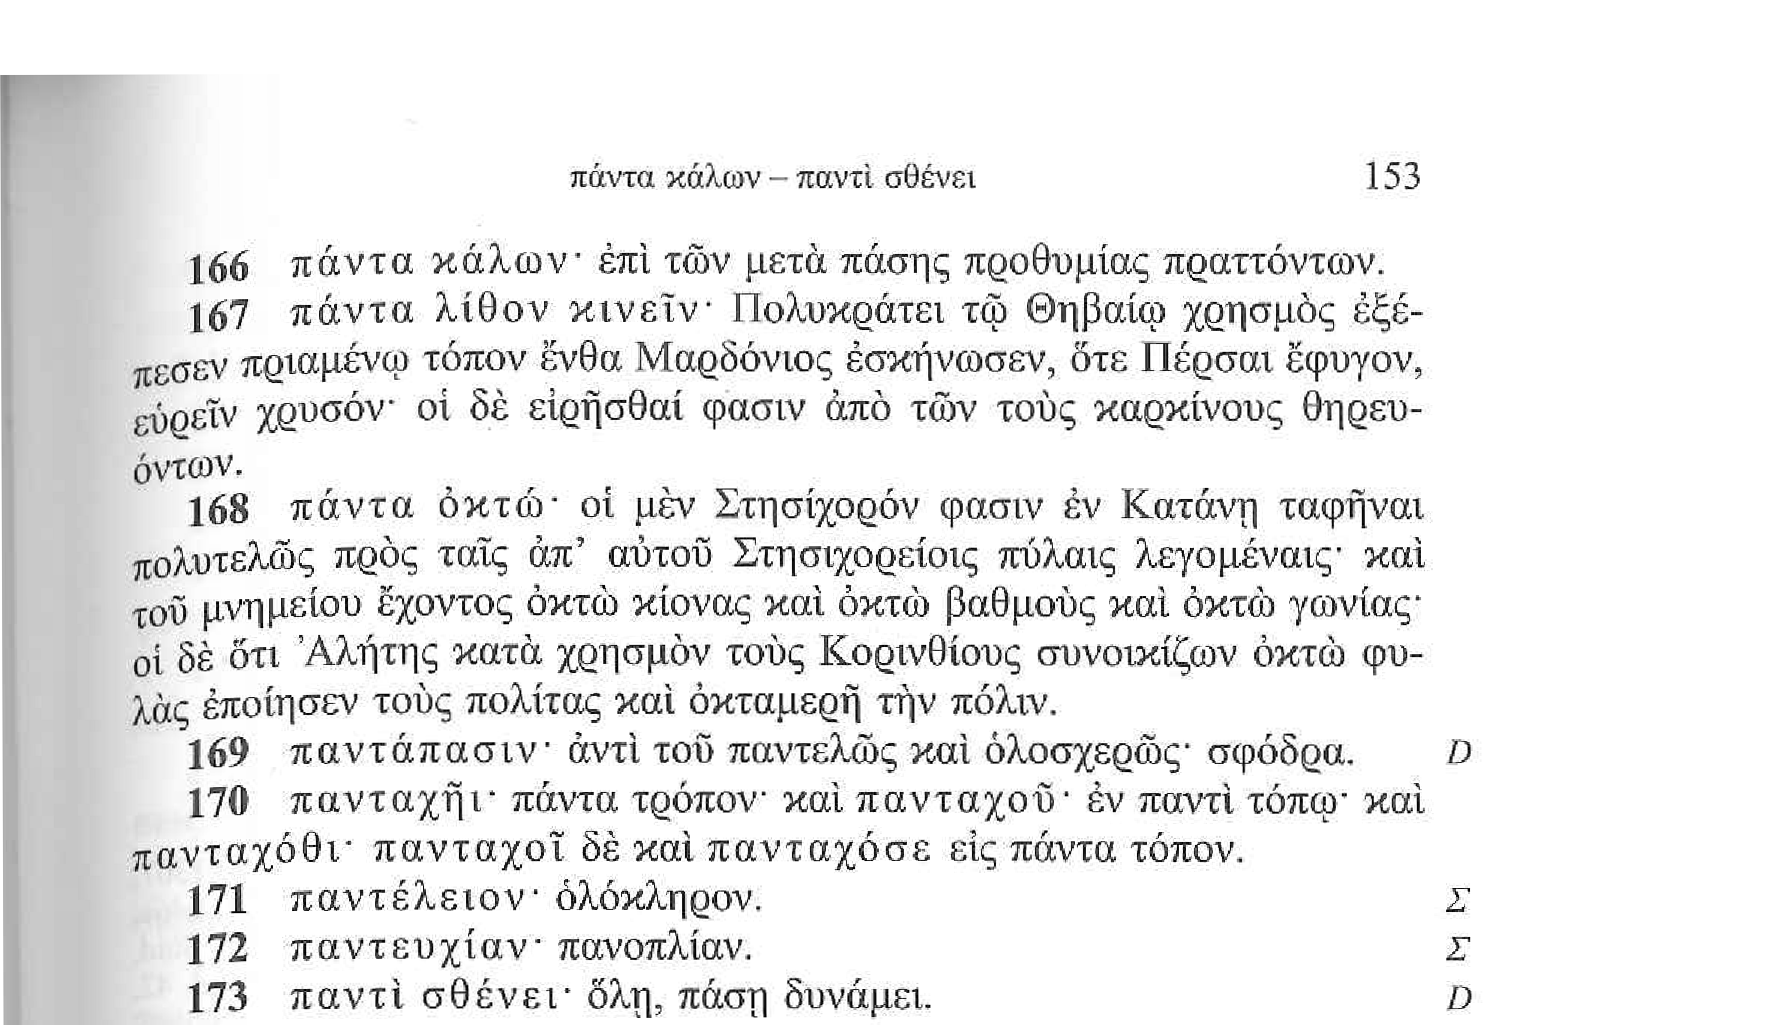 πάντα κάλων – παντὶ σθένει 153
166 πάντα κάλων· ἐπὶ τῶν μετὰ πάσης προθυμίας πραττόντων.
167 πάντα λίθον κινεῖν· Πολυκράτει τῷ Θηβαίῳ χρησμὸς ἐξέ-
πεσεν πριαμένῳ τόπον ἔνθα Μαρδόνιος ἐσκήνωσεν, ὅτε Πέρσαι ἔφυγον,
εὑρεῖν χρυσόν· οἱ δὲ εἰρῆσθαί φασιν ἀπὸ τῶν τοὺς καρκίνους θηρευ-
όντων.
168 πάντα ὀκτώ· οἱ μὲν Στησίχορόν φασιν ἐν Κατάνῃ ταφῆναι
πολυτελῶς πρὸς ταῖς ἀπ’ αὐτοῦ Στησιχορείοις πύλαις λεγομέναις· καὶ
τοῦ μνημείου ἔχοντος ὀκτὼ κίονας καὶ ὀκτὼ βαθμοὺς καὶ ὀκτὼ γωνίας·
οἱ δὲ ὅτι Ἀλήτης κατὰ χρησμὸν τοὺς Κορινθίους συνοικίζων ὀκτὼ φυ-
λὰς ἐποίησεν τοὺς πολίτας καὶ ὀκταμερῆ τὴν πόλιν.
169 παντάπασιν· ἀντὶ τοῦ παντελῶς καὶ ὁλοσχερῶς· σφόδρα. D
170 πανταχῆι· πάντα τρόπον· καὶ πανταχοῦ· ἐν παντὶ τόπῳ· καὶ
πανταχόθι· πανταχοῖ δὲ καὶ πανταχόσε εἰς πάντα τόπον.
171 παντέλειον· ὁλόκληρον. Σ
172 παντευχίαν· πανοπλίαν. Σ
173 παντὶ σθένει· ὅλῃ, πάσῃ δυνάμει. D